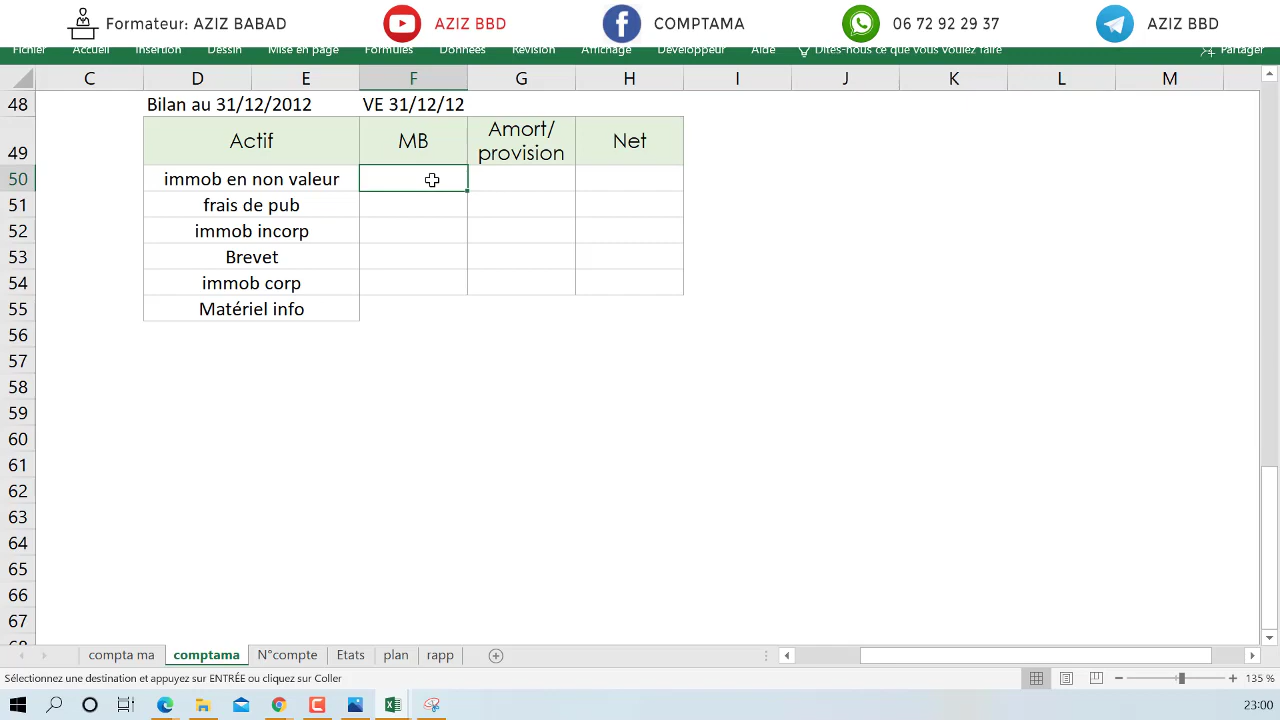 Formateur: AZIZ BABAD AZIZ BBD COMPTAMA 06 72 92 29 37 AZIZ BBD
Fichier Accueil Insertion Dessin Mise en page Formules Données Révision Affichage Développeur Aide Dites-nous ce que vous voulez faire Partager
C D E F G H I J K L M
48 Bilan au 31/12/2012 VE 31/12/12
49 Actif MB Amort/
provision Net
50 immob en non valeur
51 frais de pub
52 immob incorp
53 Brevet
54 immob corp
55 Matériel info
56
57
58
59
60
61
62
63
64
65
66
67
compta ma comptama N°compte Etats plan rapp
Sélectionnez une destination et appuyez sur ENTRÉE ou cliquez sur Coller 135 %
23:00